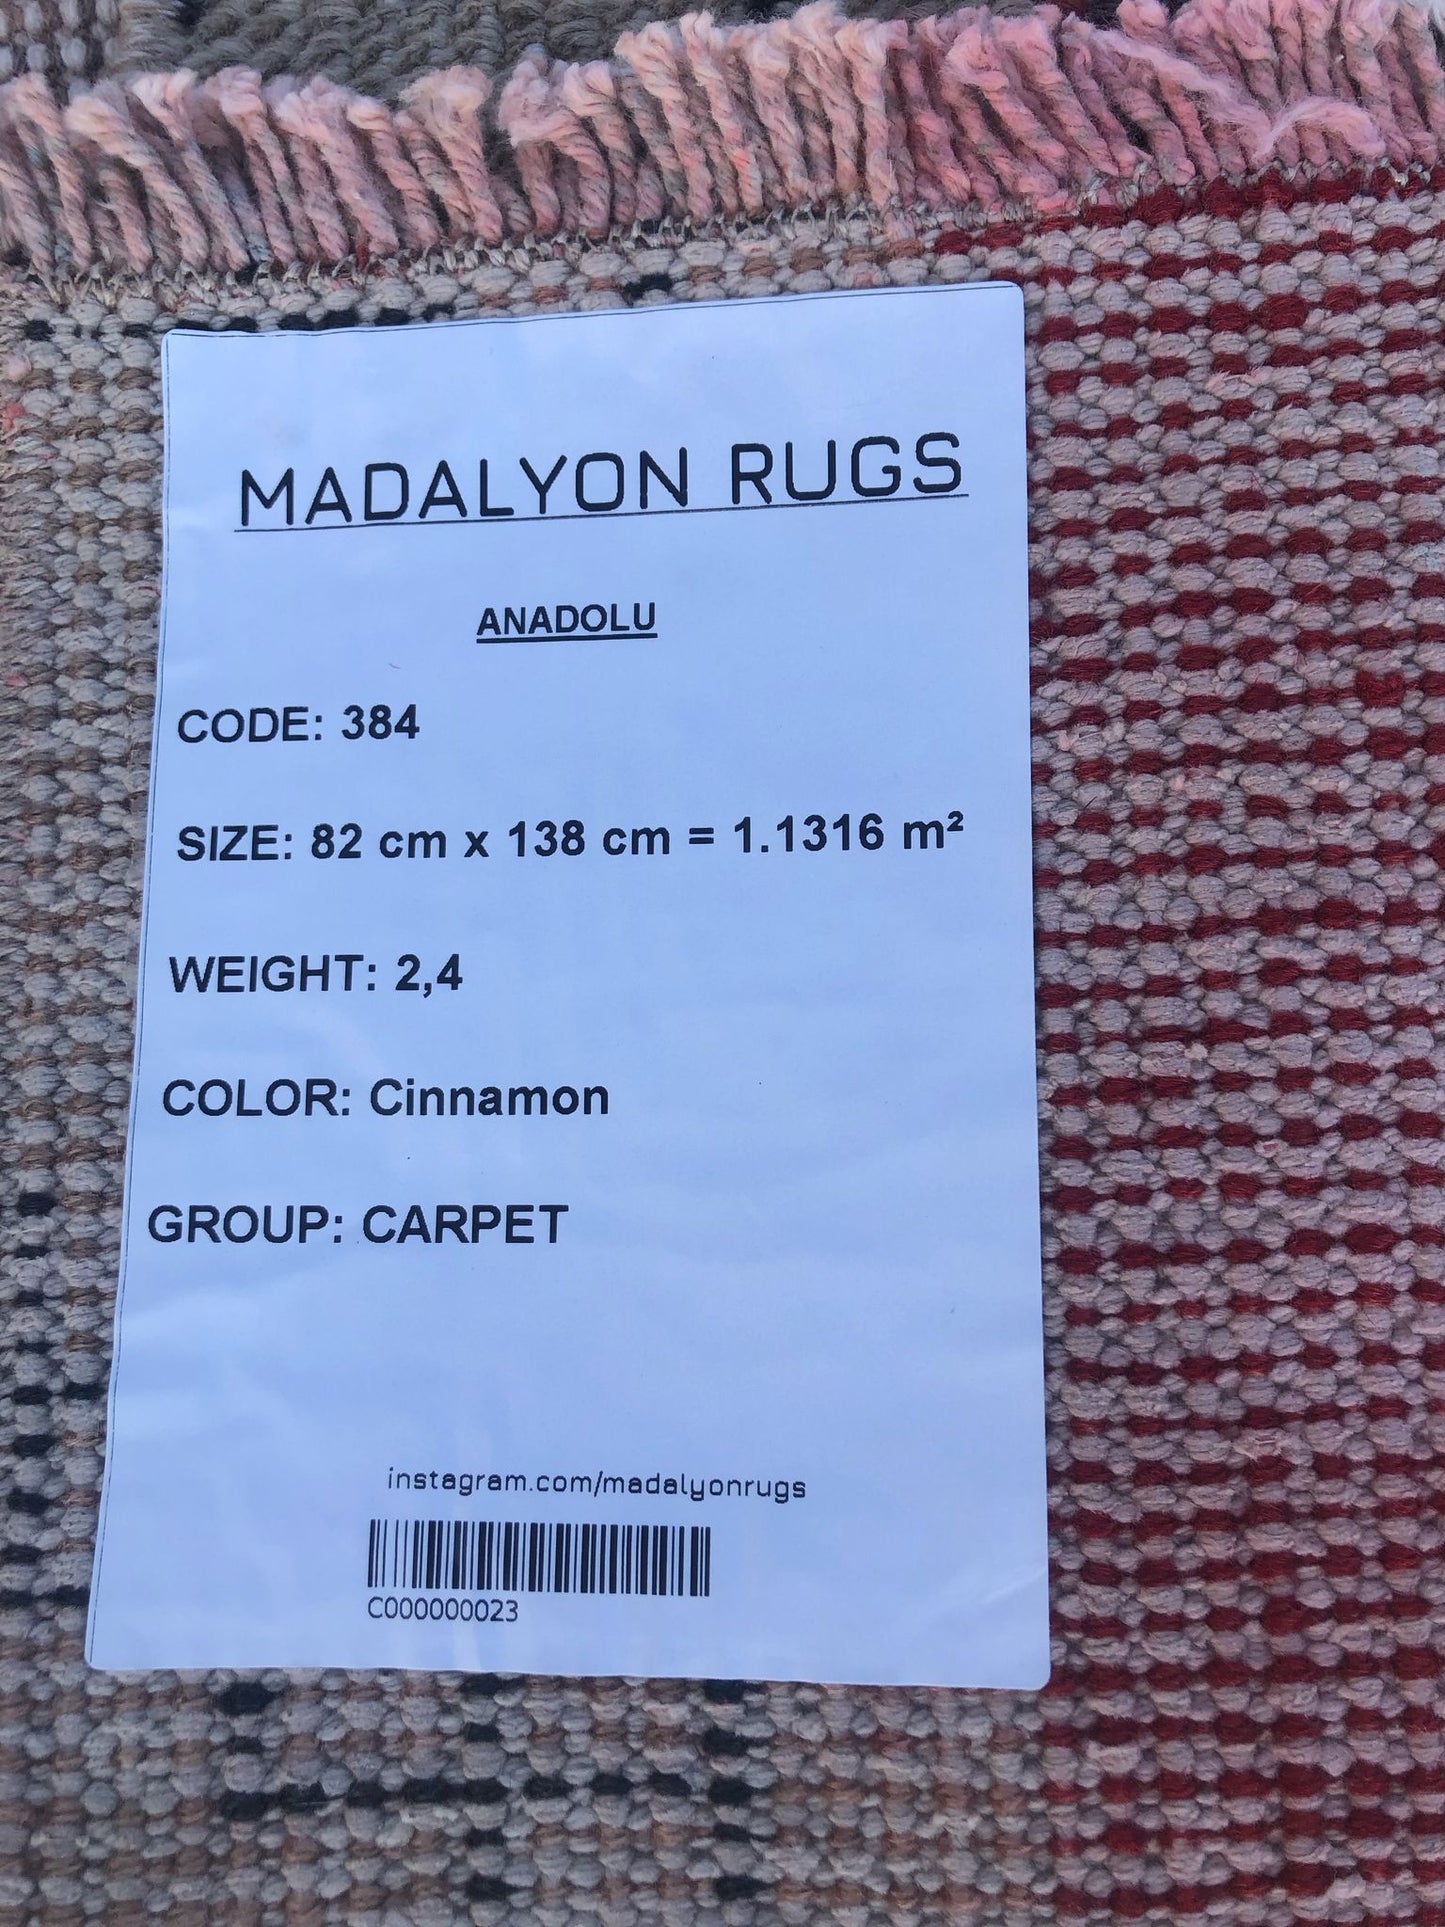 MADALYON RUGS
ANADOLU
CODE: 384
SIZE: 82 cm x 138 cm = 1.1316 m²
WEIGHT: 2,4
COLOR: Cinnamon
GROUP: CARPET
instagram.com/madalyonrugs
C000000023